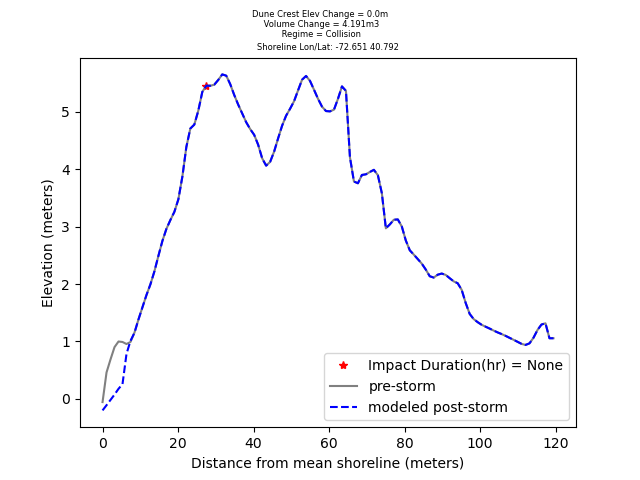 Dune Crest Elev Change = 0.0m
Volume Change = 4.191m3
Regime = Collision
Shoreline Lon/Lat: -72.651 40.792
Elevation (meters)
5
4
3
2
1
0
Impact Duration(hr) = None
pre-storm
modeled post-storm
0 20 40 60 80 100 120
Distance from mean shoreline (meters)